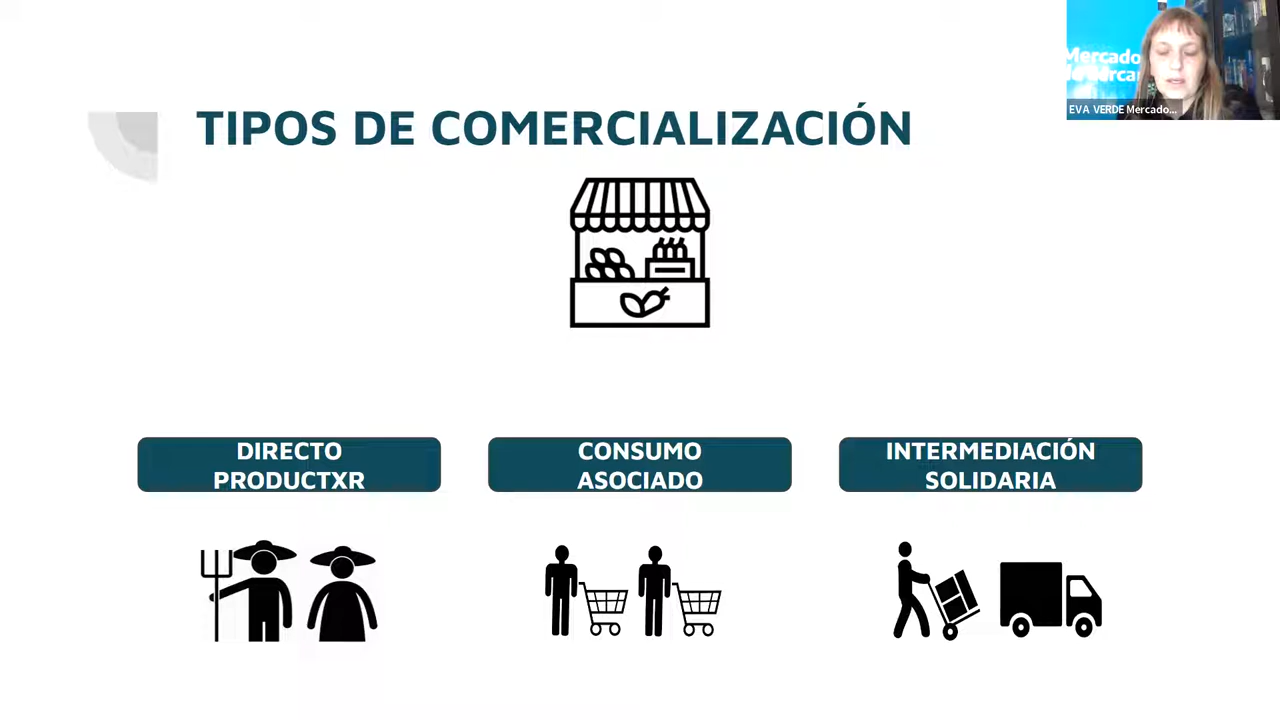 TIPOS DE COMERCIALIZACIÓN
Mercado
EVA VERDE Mercado...
DIRECTO
PRODUCTXR
CONSUMO
ASOCIADO
INTERMEDIACIÓN
SOLIDARIA